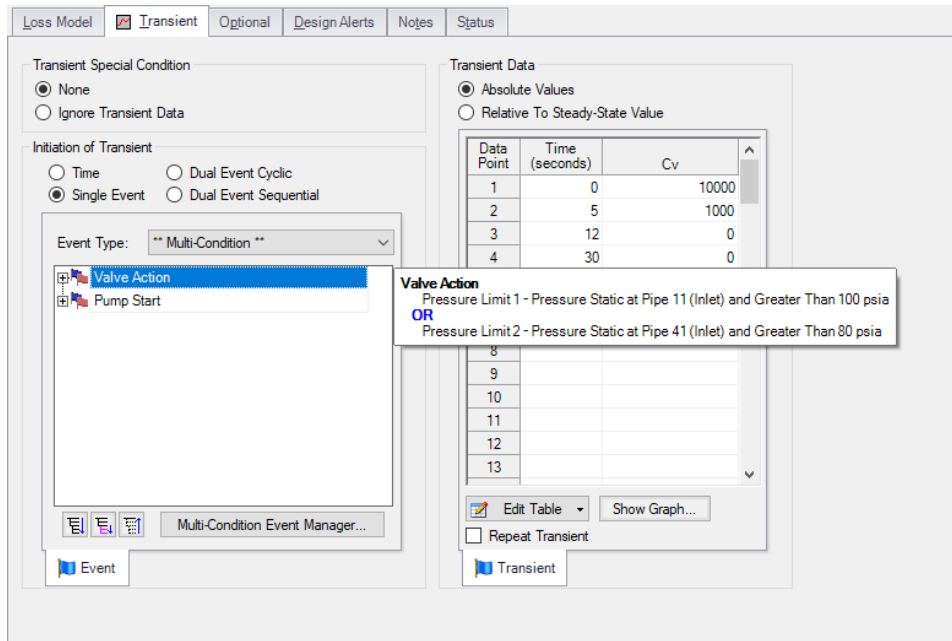 Loss Model
Transient
Optional
Design Alerts
Notes
Status
Transient Special Condition
None
Ignore Transient Data
Initiation of Transient
Time
Dual Event Cyclic
Single Event
Dual Event Sequential
Event Type:
** Multi-Condition **
Valve Action
Pump Start
Multi-Condition Event Manager...
Event
Transient Data
Absolute Values
Relative To Steady-State Value
Data Point Time (seconds) Cv
1 0 10000
2 5 1000
3 12 0
4 30 0
Valve Action
Pressure Limit 1 - Pressure Static at Pipe 11 (Inlet) and Greater Than 100 psia
OR
Pressure Limit 2 - Pressure Static at Pipe 41 (Inlet) and Greater Than 80 psia
8
9
10
11
12
13
Edit Table
Show Graph...
Repeat Transient
Transient